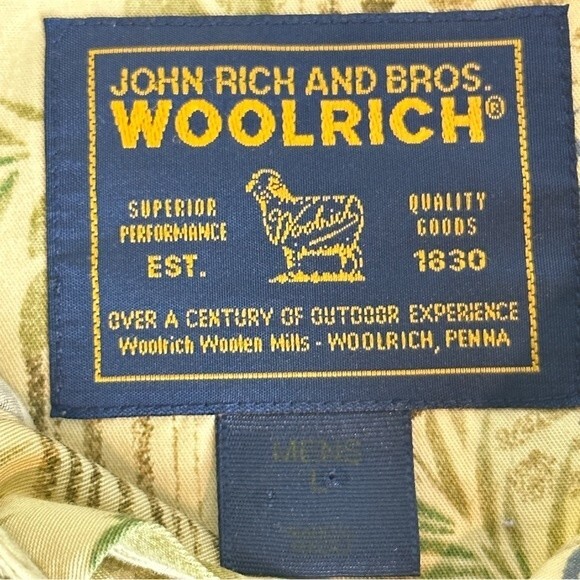 JOHN RICH AND BROS.
WOOLRICH®
SUPERIOR
PERFORMANCE
EST.
Woolrich
QUALITY
GOODS
1830
OVER A CENTURY OF OUTDOOR EXPERIENCE
Woolrich Woolen Mills - WOOLRICH, PENNA
MENS
L